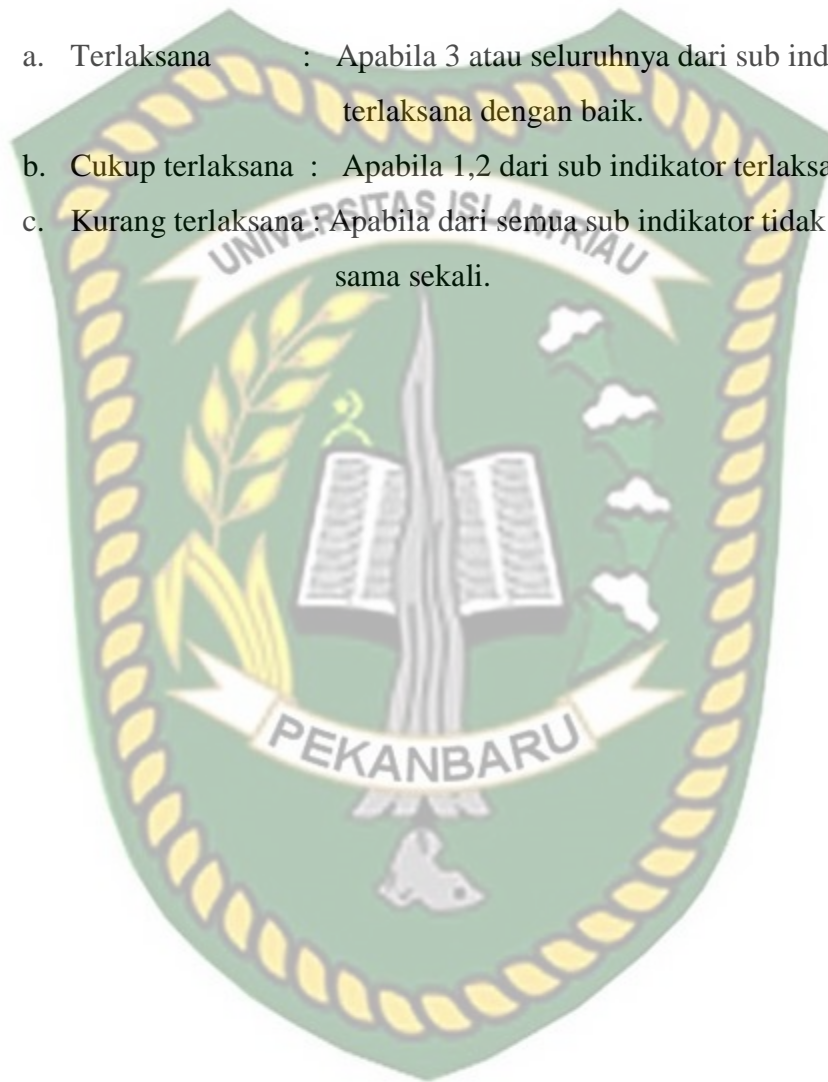 a. Terlaksana : Apabila 3 atau seluruhnya dari sub ind
terlaksana dengan baik.
b. Cukup terlaksana : Apabila 1,2 dari sub indikator terlaksa
c. Kurang terlaksana : Apabila dari semua sub indikator tidak
sama sekali.
UNIVERSITAS ISLAM RIAU
PEKANBARU